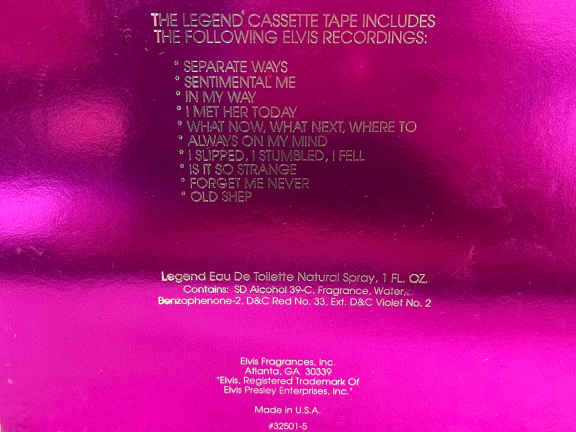 THE LEGEND CASSETTE TAPE INCLUDES
THE FOLLOWING ELVIS RECORDINGS:
° SEPARATE WAYS
° SENTIMENTAL ME
° IN MY WAY
° I MET HER TODAY
° WHAT NOW, WHAT NEXT, WHERE TO
° ALWAYS ON MY MIND
° I SLIPPED, I STUMBLED, I FELL
° IS IT SO STRANGE
° FORGET ME NEVER
° OLD SHEP
Legend Eau De Toilette Natural Spray, 1 FL. OZ.
Contains: SD Alcohol 39-C, Fragrance, Water,
Benzophenone-2, D&C Red No. 33, Ext. D&C Violet No. 2
Elvis Fragrances, Inc.
Atlanta, GA 30339
"Elvis, Registered Trademark Of
Elvis Presley Enterprises, Inc."
Made in U.S.A.
#32501-5